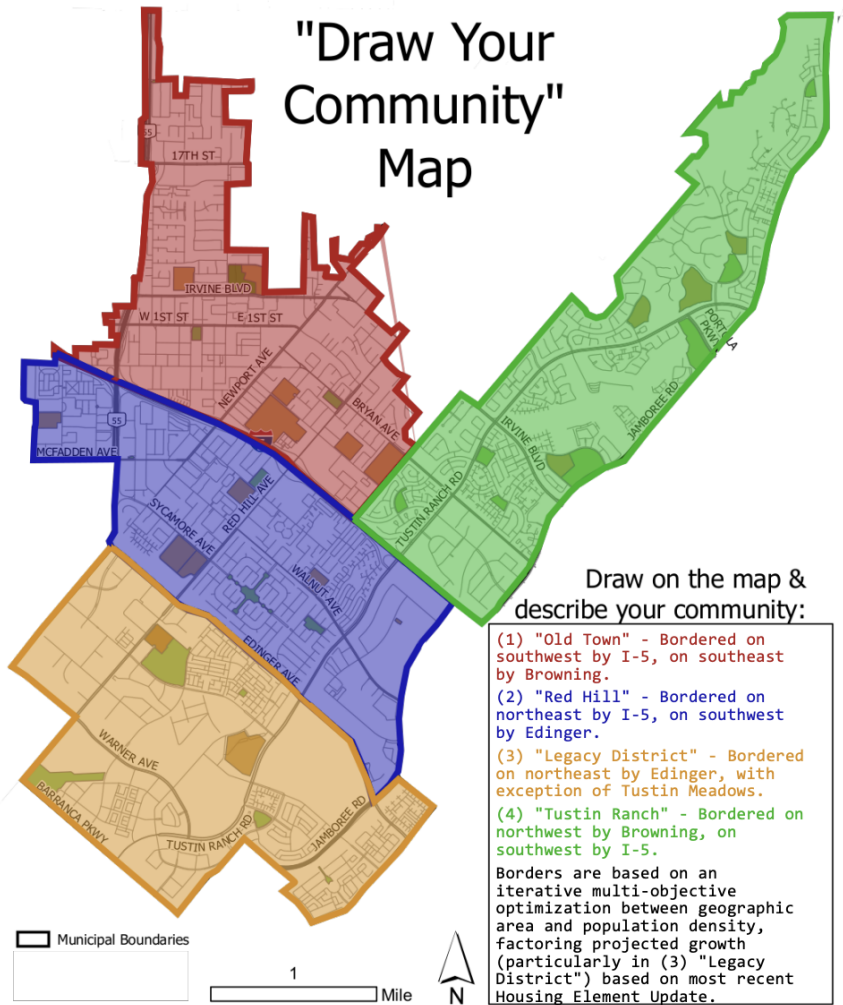 "Draw Your
Community"
Map
55
17TH ST
IRVINE BLVD
W 1ST ST
E 1ST ST
NEWPORT AVE
BRYAN AVE
PORTOLA
PKWY
JAMBOREE RD
IRVINE BLVD
TUSTIN RANCH RD
55
MCFADDEN AVE
RED HILL AVE
SYCAMORE AVE
WALNUT AVE
EDINGER AVE
WARNER AVE
BARRANCA PKWY
TUSTIN RANCH RD
JAMBOREE RD
Draw on the map &
describe your community:
(1) "Old Town" - Bordered on
southwest by I-5, on southeast
by Browning.
(2) "Red Hill" - Bordered on
northeast by I-5, on southwest
by Edinger.
(3) "Legacy District" - Bordered
on northeast by Edinger, with
exception of Tustin Meadows.
(4) "Tustin Ranch" - Bordered on
northwest by Browning, on
southwest by I-5.
Borders are based on an
iterative multi-objective
optimization between geographic
area and population density,
factoring projected growth
(particularly in (3) "Legacy
District") based on most recent
Housing Element Update.
Municipal Boundaries
1
Mile
N